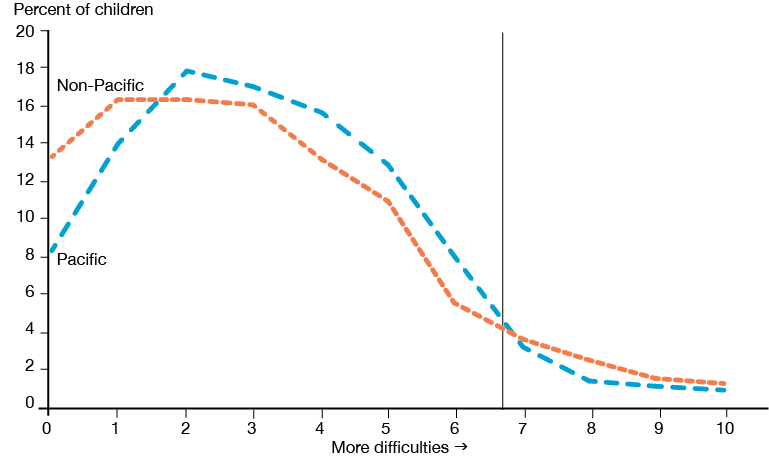 Percent of children
20
18
16
14
12
10
8
6
4
2
0
Non-Pacific
Pacific
0 1 2 3 4 5 6 7 8 9 10
More difficulties →